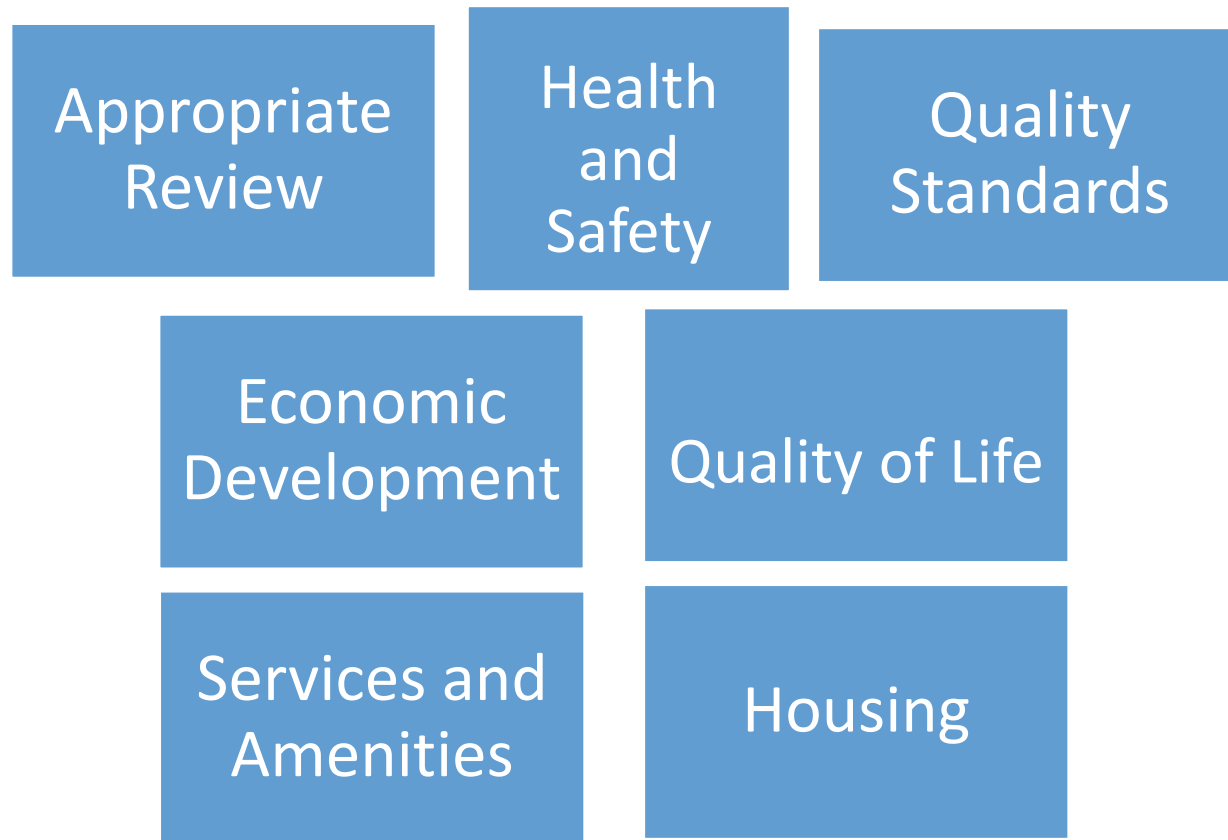 Appropriate
Review
Health
and
Safety
Quality
Standards
Economic
Development
Quality of Life
Services and
Amenities
Housing